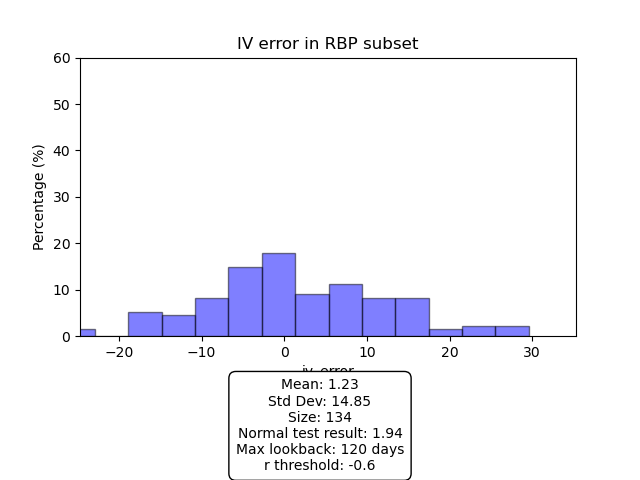 IV error in RBP subset
Percentage (%)
60
50
40
30
20
10
0
−20
−10
0
10
20
30
iv_error
Mean: 1.23
Std Dev: 14.85
Size: 134
Normal test result: 1.94
Max lookback: 120 days
r threshold: -0.6